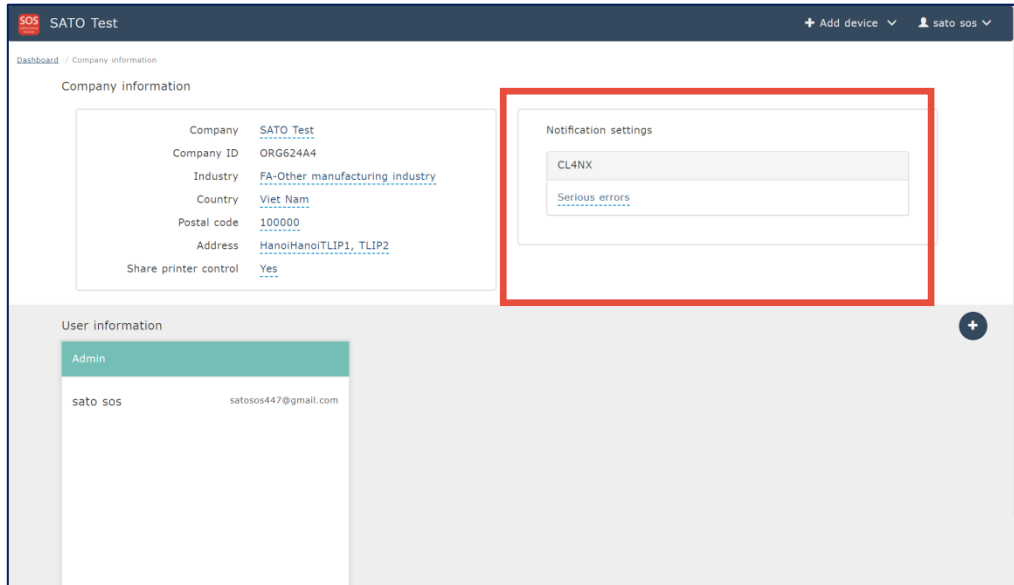 SOS SATO Test
Add device
sato sos
Dashboard / Company information
Company information
Company SATO Test
Company ID ORG624A4
Industry FA-Other manufacturing industry
Country Viet Nam
Postal code 100000
Address HanoiHanoiTLIP1, TLIP2
Share printer control Yes
Notification settings
CL4NX
Serious errors
User information
Admin
sato sos satosos447@gmail.com